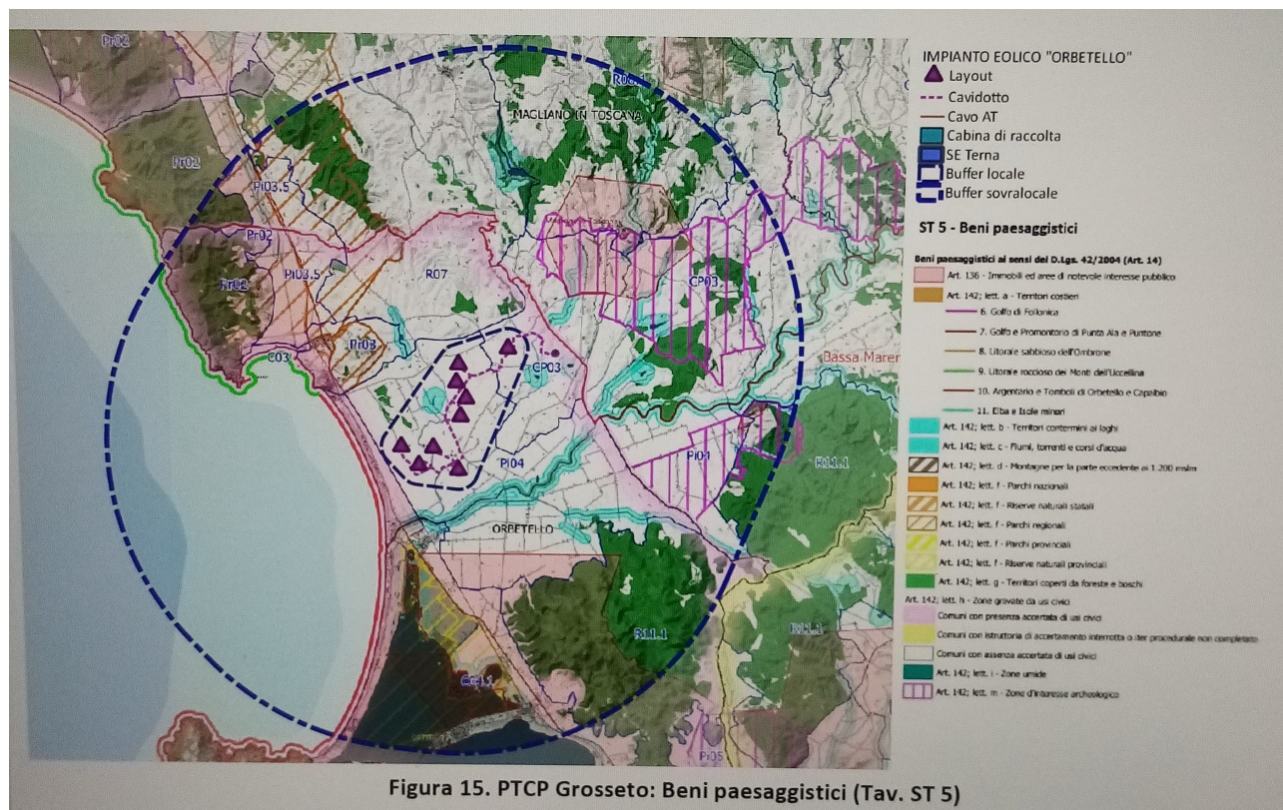 Pr02
R08.1
MAGLIANO IN TOSCANA
Pr02
Pi03.5
Pr02
Pi03.5
R07
CP03
Pr02
Pi03
C03
CP03
Bassa Marer
Pi04
Pi04
R11.1
ORBETELLO
R11.1
R11.1
Pi05
IMPIANTO EOLICO "ORBETELLO"
Layout
Cavidotto
Cavo AT
Cabina di raccolta
SE Terna
Buffer locale
Buffer sovralocale
ST 5 - Beni paesaggistici
Beni paesaggistici ai sensi del D.Lgs. 42/2004 (Art. 14)
Art. 136 - Immobili ed aree di notevole interesse pubblico
Art. 142; lett. a - Territori costieri
6. Golfo di Follonica
7. Golfo e Promontorio di Punta Ala e Puntone
8. Litorale sabbioso dell'Ombrone
9. Litorale roccioso dei Monti dell'Uccellina
10. Argentario e Tomboli di Orbetello e Capalbio
11. Elba e Isole minori
Art. 142; lett. b - Territori contermini ai laghi
Art. 142; lett. c - Fiumi, torrenti e corsi d'acqua
Art. 142; lett. d - Montagne per la parte eccedente ai 1.200 mslm
Art. 142; lett. f - Parchi nazionali
Art. 142; lett. f - Riserve naturali statali
Art. 142; lett. f - Parchi regionali
Art. 142; lett. f - Parchi provinciali
Art. 142; lett. f - Riserve naturali provinciali
Art. 142; lett. g - Territori coperti da foreste e boschi
Art. 142; lett. h - Zone gravate da usi civici
Comuni con presenza accertata di usi civici
Comuni con istruttoria di accertamento interrotta o iter procedurale non completato
Comuni con assenza accertata di usi civici
Art. 142; lett. i - Zone umide
Art. 142; lett. m - Zone d'interesse archeologico
Figura 15. PTCP Grosseto: Beni paesaggistici (Tav. ST 5)